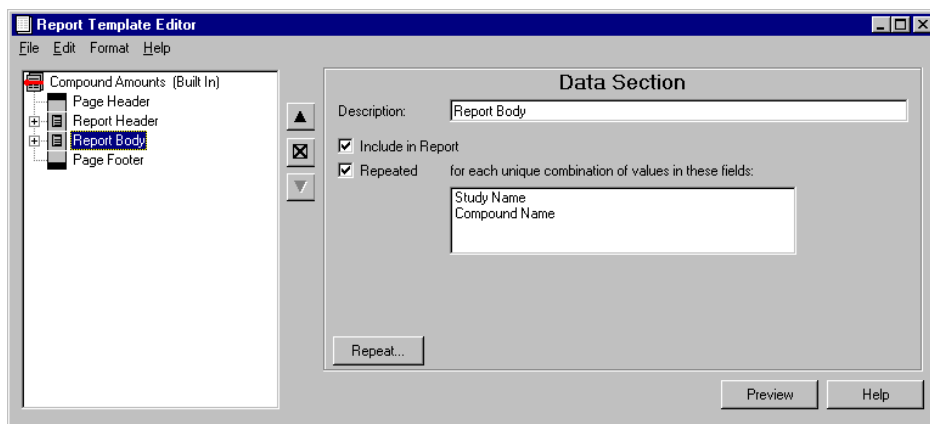 Report Template Editor
File Edit Format Help
Compound Amounts (Built In)
Page Header
Report Header
Report Body
Page Footer
Data Section
Description: Report Body
Include in Report
Repeated for each unique combination of values in these fields:
Study Name
Compound Name
Repeat...
Preview Help